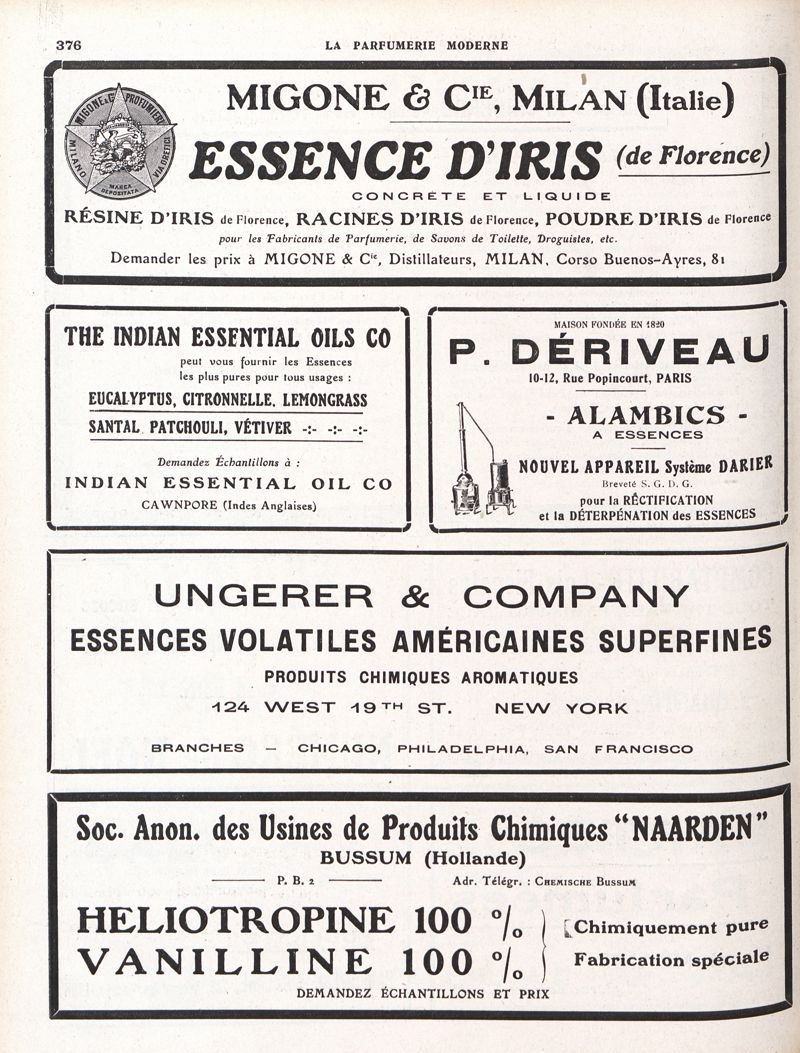 376
LA PARFUMERIE MODERNE
MIGONE & C PROFUMIERI
MILANO
VIA OREFICI
MARCA
DEPOSITATA
MIGONE & CIE, MILAN (Italie)
ESSENCE D'IRIS (de Florence)
CONCRÈTE ET LIQUIDE
RÉSINE D'IRIS de Florence, RACINES D'IRIS de Florence, POUDRE D'IRIS de Florence
pour les Fabricants de Parfumerie, de Savons de Toilette, Droguistes, etc.
Demander les prix à MIGONE & Cie, Distillateurs, MILAN, Corso Buenos-Ayres, 81
THE INDIAN ESSENTIAL OILS CO
peut vous fournir les Essences
les plus pures pour tous usages :
EUCALYPTUS, CITRONNELLE, LEMONGRASS
SANTAL PATCHOULI, VÉTIVER -:- -:- -:-
Demandez Échantillons à :
INDIAN ESSENTIAL OIL CO
CAWNPORE (Indes Anglaises)
MAISON FONDÉE EN 1820
P. DÉRIVEAU
10-12, Rue Popincourt, PARIS
- ALAMBICS -
A ESSENCES
NOUVEL APPAREIL Système DARIER
Breveté S. G. D. G.
pour la RÉCTIFICATION
et la DÉTERPÉNATION des ESSENCES
UNGERER & COMPANY
ESSENCES VOLATILES AMÉRICAINES SUPERFINES
PRODUITS CHIMIQUES AROMATIQUES
124 WEST 19TH ST. NEW YORK
BRANCHES – CHICAGO, PHILADELPHIA, SAN FRANCISCO
Soc. Anon. des Usines de Produits Chimiques "NAARDEN"
BUSSUM (Hollande)
P. B. 2 Adr. Télégr. : CHEMISCHE BUSSUM
HELIOTROPINE 100 % } Chimiquement pure
VANILLINE 100 % } Fabrication spéciale
DEMANDEZ ÉCHANTILLONS ET PRIX